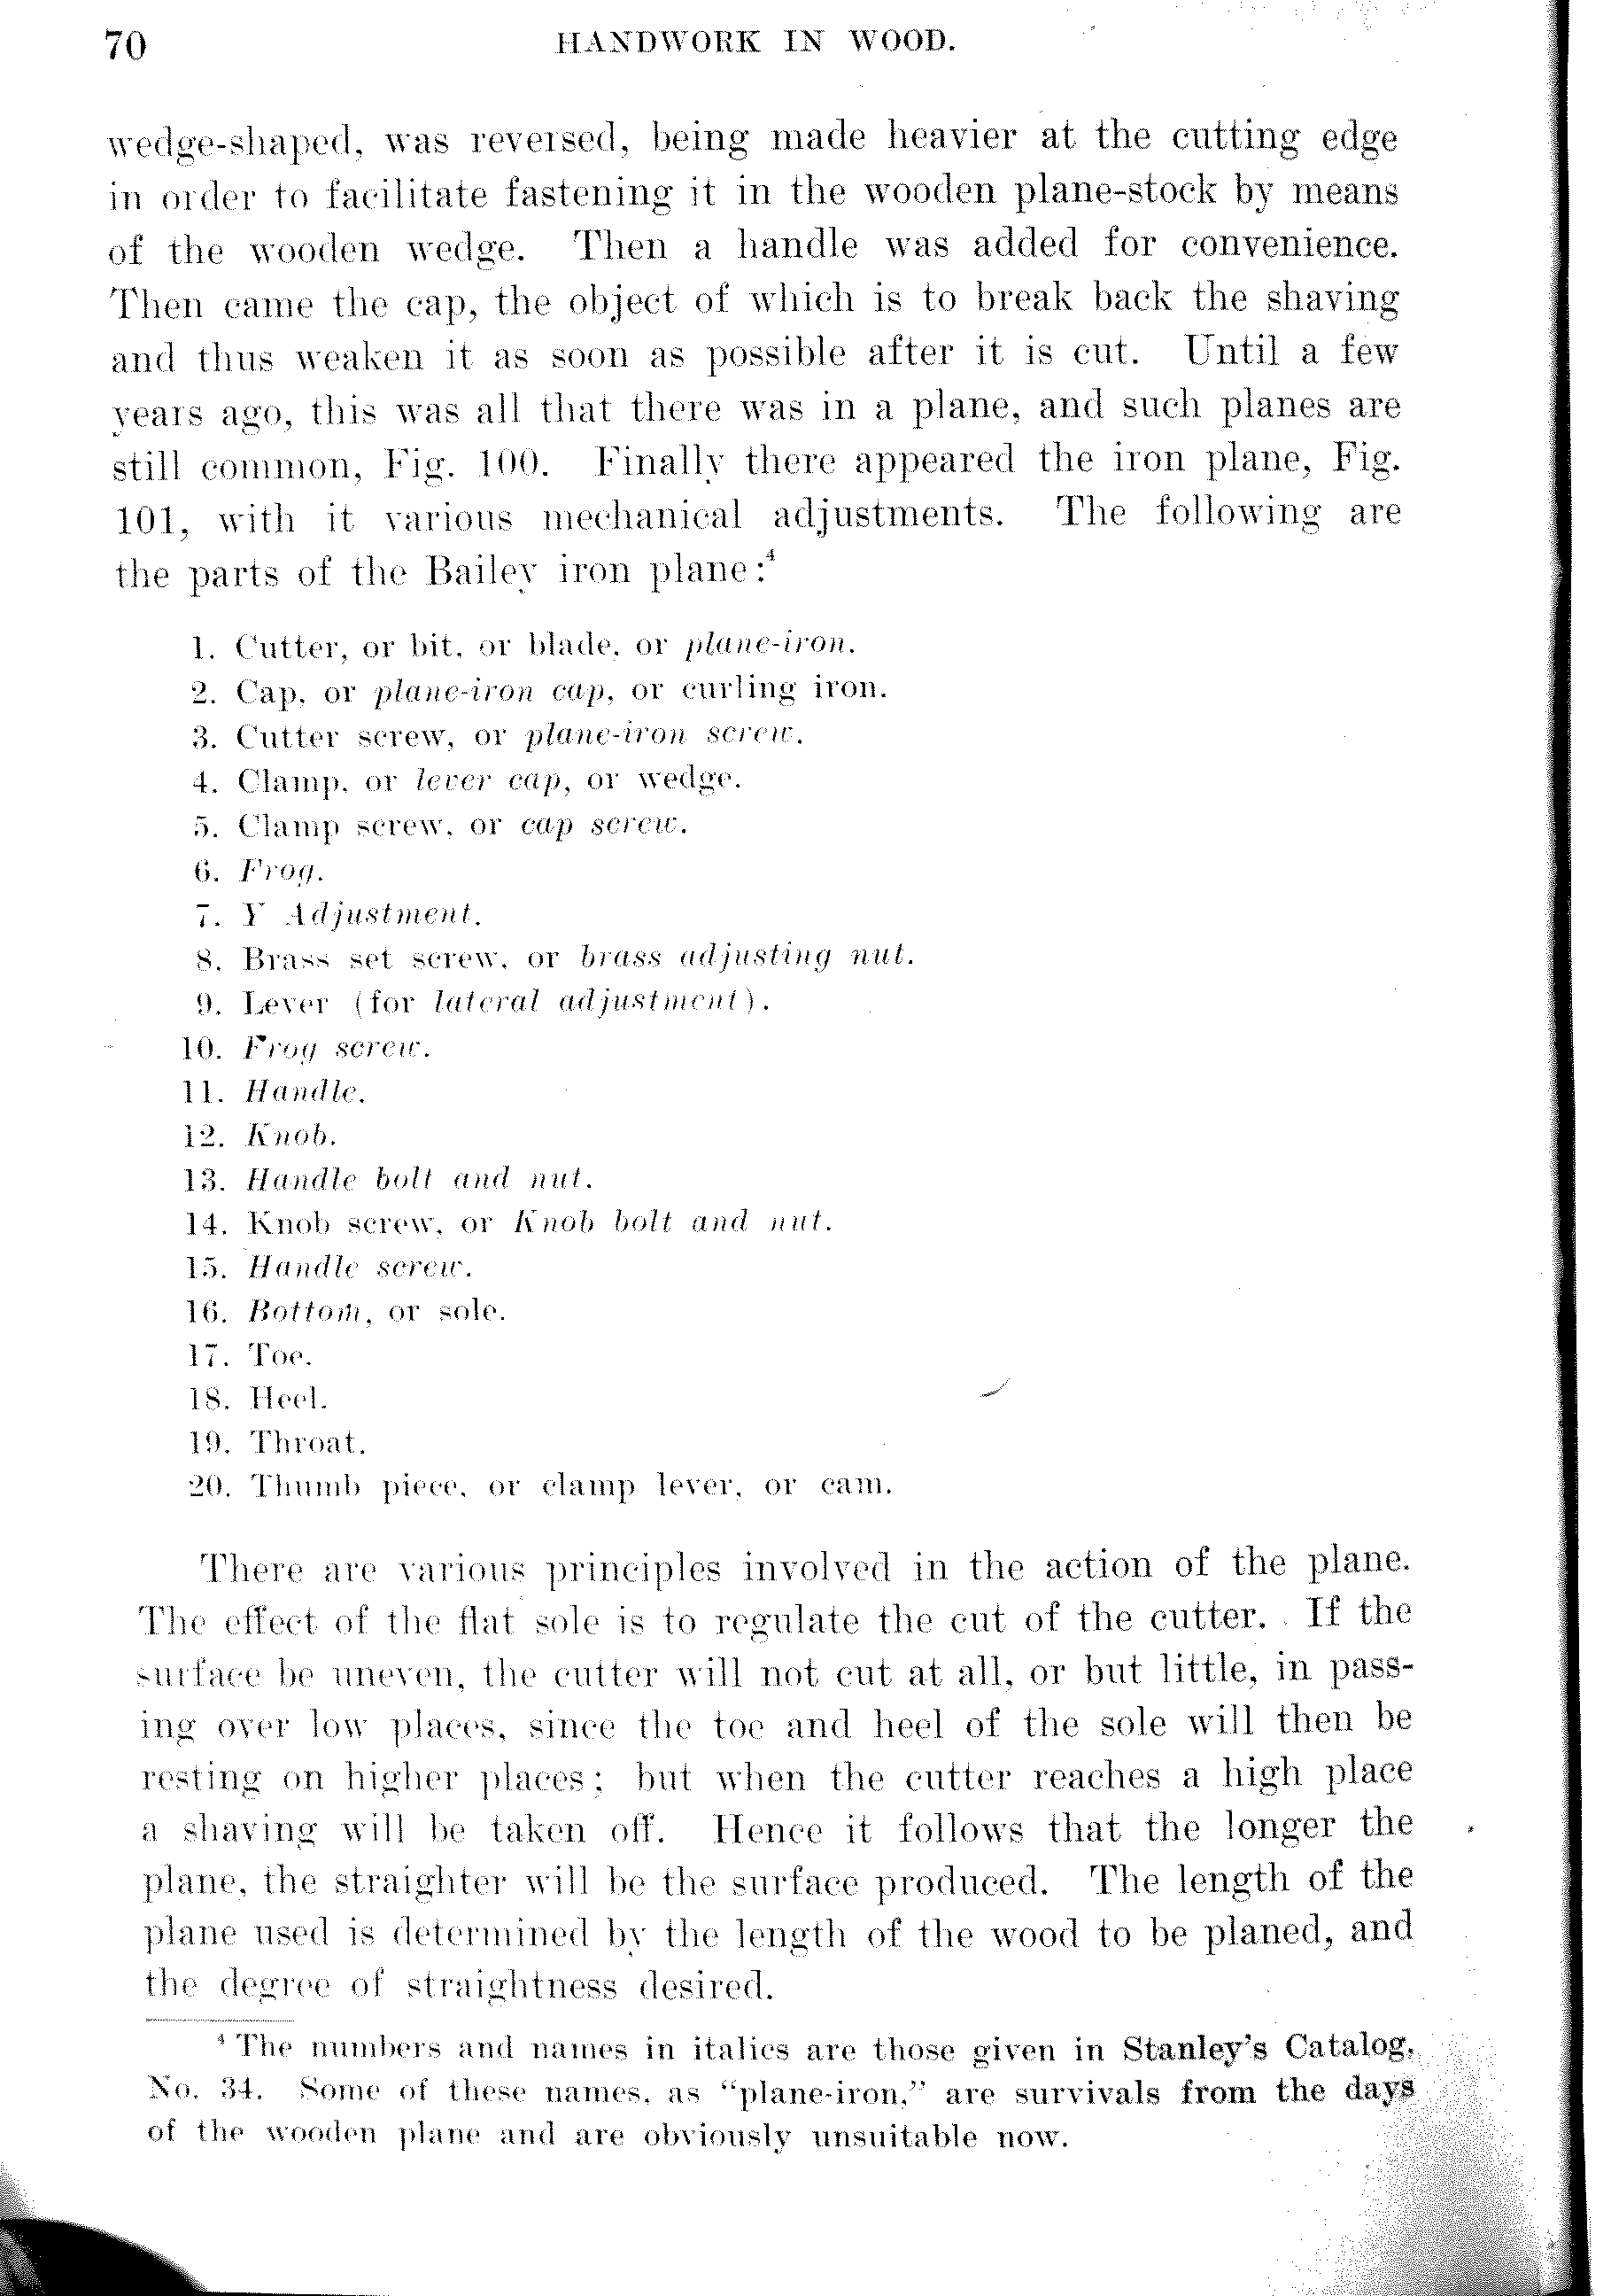 70
HANDWORK IN WOOD.
wedge-shaped, was reversed, being made heavier at the cutting edge
in order to facilitate fastening it in the wooden plane-stock by means
of the wooden wedge. Then a handle was added for convenience.
Then came the cap, the object of which is to break back the shaving
and thus weaken it as soon as possible after it is cut. Until a few
years ago, this was all that there was in a plane, and such planes are
still common, Fig. 100. Finally there appeared the iron plane, Fig.
101, with it various mechanical adjustments. The following are
the parts of the Bailey iron plane:⁴
1. Cutter, or bit, or blade, or plane-iron.
2. Cap, or plane-iron cap, or curling iron.
3. Cutter screw, or plane-iron screw.
4. Clamp, or lever cap, or wedge.
5. Clamp screw, or cap screw.
6. Frog.
7. Y Adjustment.
8. Brass set screw, or brass adjusting nut.
9. Lever (for lateral adjustment).
10. Frog screw.
11. Handle.
12. Knob.
13. Handle bolt and nut.
14. Knob screw, or Knob bolt and nut.
15. Handle screw.
16. Bottom, or sole.
17. Toe.
18. Heel.
19. Throat.
20. Thumb piece, or clamp lever, or cam.
There are various principles involved in the action of the plane.
The effect of the flat sole is to regulate the cut of the cutter. If the
surface be uneven, the cutter will not cut at all, or but little, in pass-
ing over low places, since the toe and heel of the sole will then be
resting on higher places; but when the cutter reaches a high place
a shaving will be taken off. Hence it follows that the longer the
plane, the straighter will be the surface produced. The length of the
plane used is determined by the length of the wood to be planed, and
the degree of straightness desired.
⁴ The numbers and names in italics are those given in Stanley's Catalog,
No. 34. Some of these names, as "plane-iron," are survivals from the days
of the wooden plane and are obviously unsuitable now.